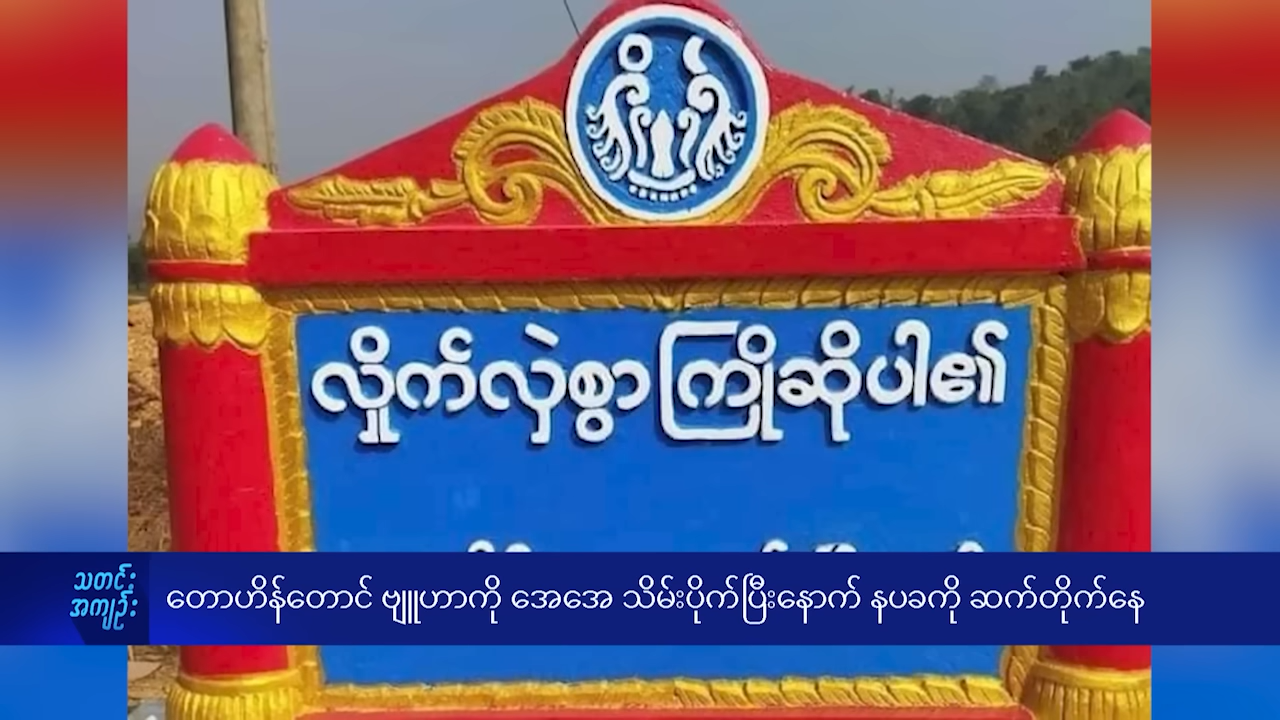 လှိုက်လှဲစွာကြိုဆိုပါ၏
သတင်း
အကျဉ်း
တောဟိန်တောင် ဗျူဟာကို အေအေ သိမ်းပိုက်ပြီးနောက် နပခကို ဆက်တိုက်နေ